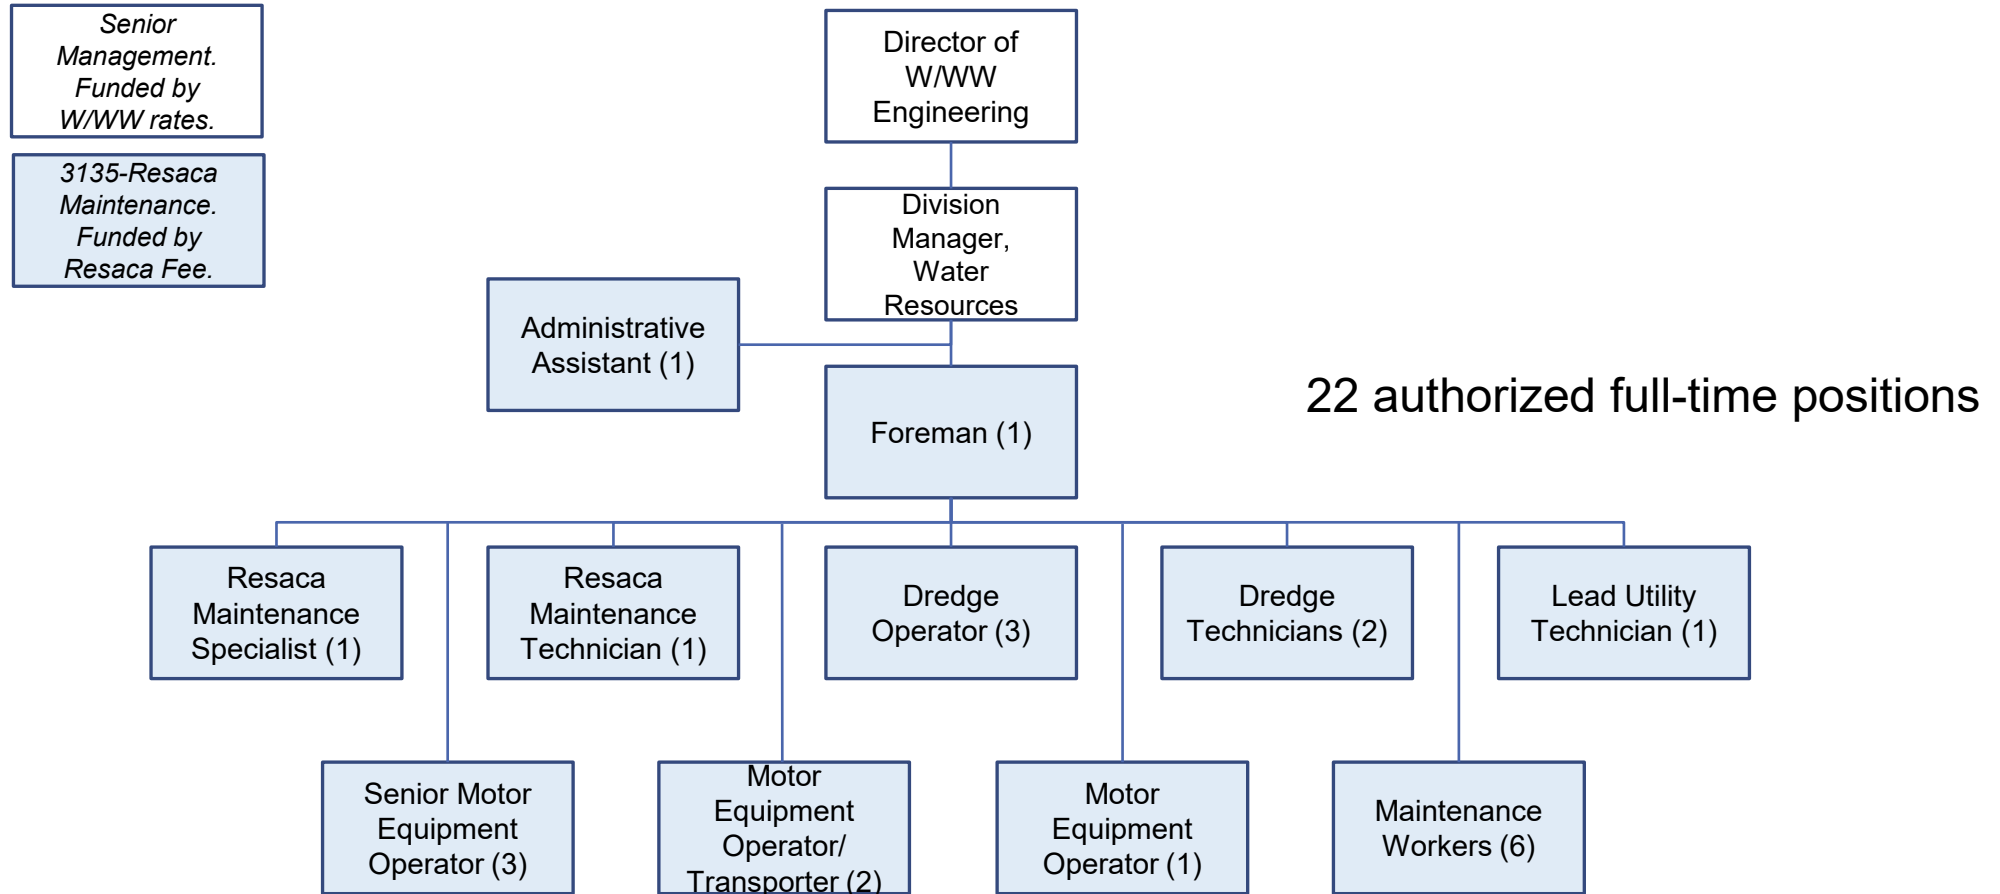 Senior
Management.
Funded by
W/WW rates.
3135-Resaca
Maintenance.
Funded by
Resaca Fee.
Director of
W/WW
Engineering
Division
Manager,
Water
Resources
Administrative
Assistant (1)
Foreman (1)
22 authorized full-time positions
Resaca
Maintenance
Specialist (1)
Resaca
Maintenance
Technician (1)
Dredge
Operator (3)
Dredge
Technicians (2)
Lead Utility
Technician (1)
Senior Motor
Equipment
Operator (3)
Motor
Equipment
Operator/
Transporter (2)
Motor
Equipment
Operator (1)
Maintenance
Workers (6)